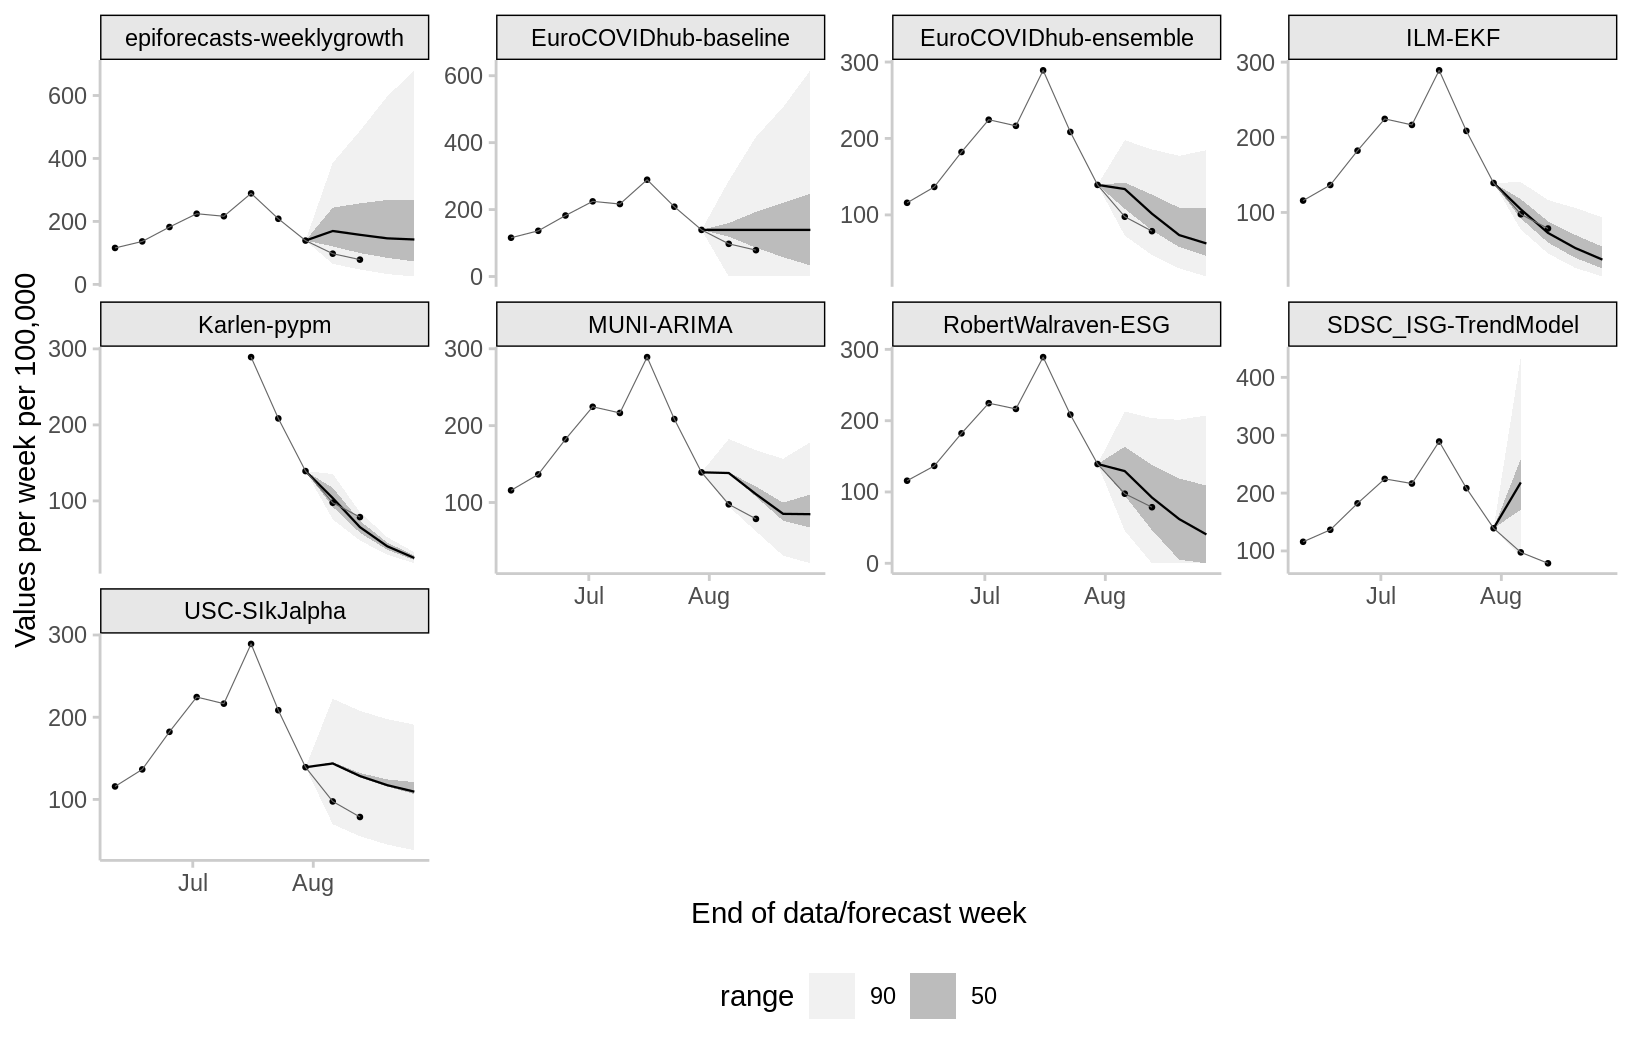 epiforecasts-weeklygrowth
EuroCOVIDhub-baseline
EuroCOVIDhub-ensemble
ILM-EKF
600
400
200
0
600
400
200
0
300
200
100
300
200
100
Values per week per 100,000
Karlen-pypm
MUNI-ARIMA
RobertWalraven-ESG
SDSC_ISG-TrendModel
300
200
100
300
200
100
300
200
100
0
400
300
200
100
Jul Aug
Jul Aug
Jul Aug
USC-SIkJalpha
300
200
100
Jul Aug
End of data/forecast week
range 90 50